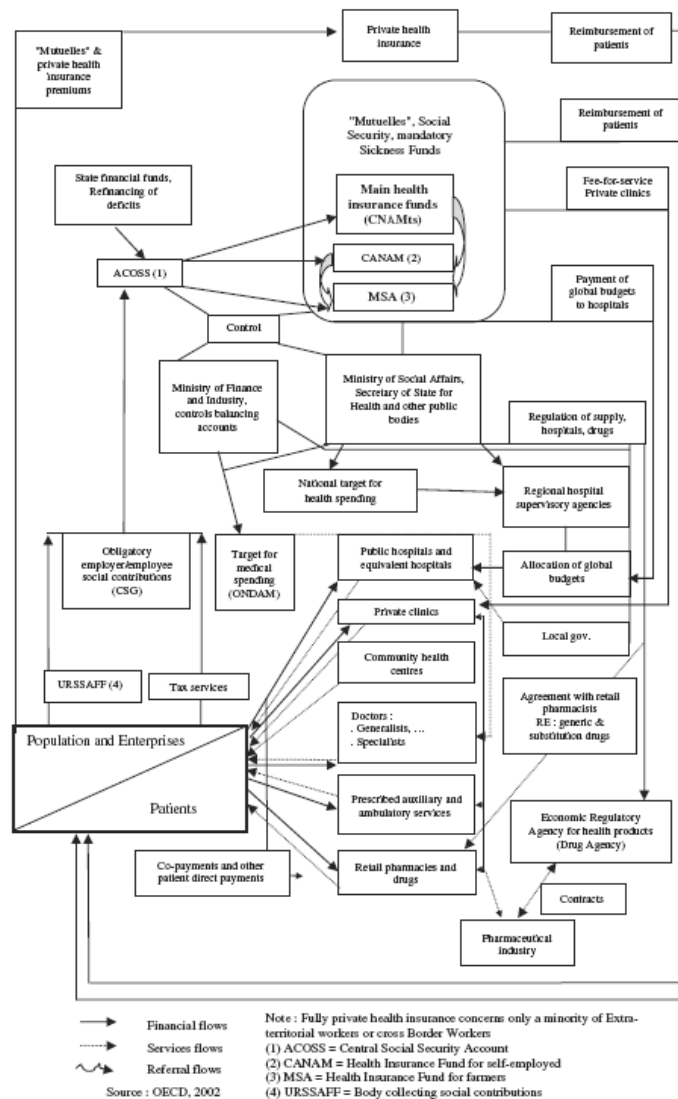 Private health
insurance
Reimbursement of
patients
"Mutuelles" &
private health
insurance
premiums
"Mutuelles", Social
Security, mandatory
Sickness Funds
Reimbursement of
patients
State financial funds,
Refinancing of
deficits
Main health
insurance funds
(CNAMts)
Fee-for-service
Private clinics
ACOSS (1)
CANAM (2)
MSA (3)
Payment of
global budgets
to hospitals
Control
Ministry of Finance
and Industry,
controls balancing
accounts
Ministry of Social Affairs,
Secretary of State for
Health and other public
bodies
Regulation of supply,
hospitals, drugs
National target for
health spending
Regional hospital
supervisory agencies
Obligatory
employer/employee
social contributions
(CSG)
Target for
medical
spending
(ONDAM)
Public hospitals and
equivalent hospitals
Allocation of global
budgets
Private clinics
Local gov.
Community health
centres
URSSAFF (4)
Tax services
Agreement with retail
pharmacists
RE : generic &
substitution drugs
Doctors :
. Generalists, ...
. Specialists
Population and Enterprises
Patients
Prescribed auxiliary and
ambulatory services
Economic Regulatory
Agency for health products
(Drug Agency)
Co-payments and other
patient direct payments
Retail pharmacies and
drugs
Contracts
Pharmaceutical
industry
Financial flows
Services flows
Referral flows
Source : OECD, 2002
Note : Fully private health insurance concerns only a minority of Extra-
territorial workers or cross Border Workers
(1) ACOSS = Central Social Security Account
(2) CANAM = Health Insurance Fund for self-employed
(3) MSA = Health Insurance Fund for farmers
(4) URSSAFF = Body collecting social contributions